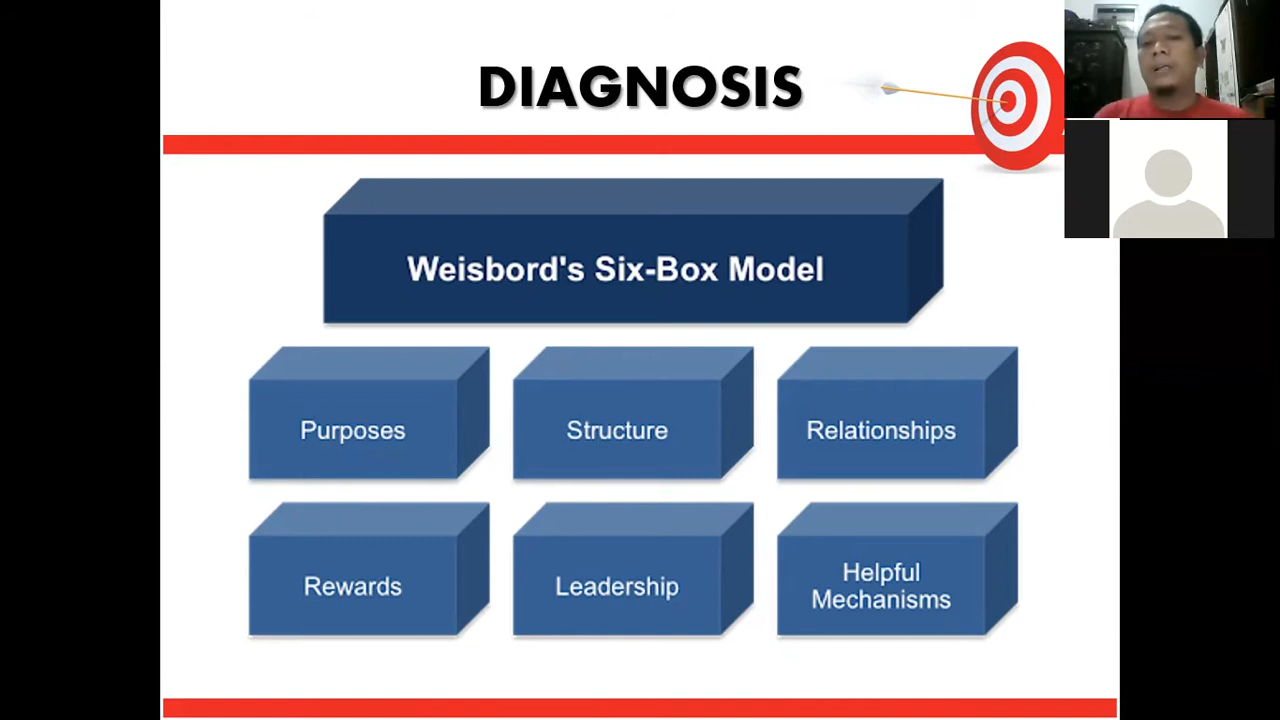 DIAGNOSIS
Weisbord's Six-Box Model
Purposes
Structure
Relationships
Rewards
Leadership
Helpful
Mechanisms